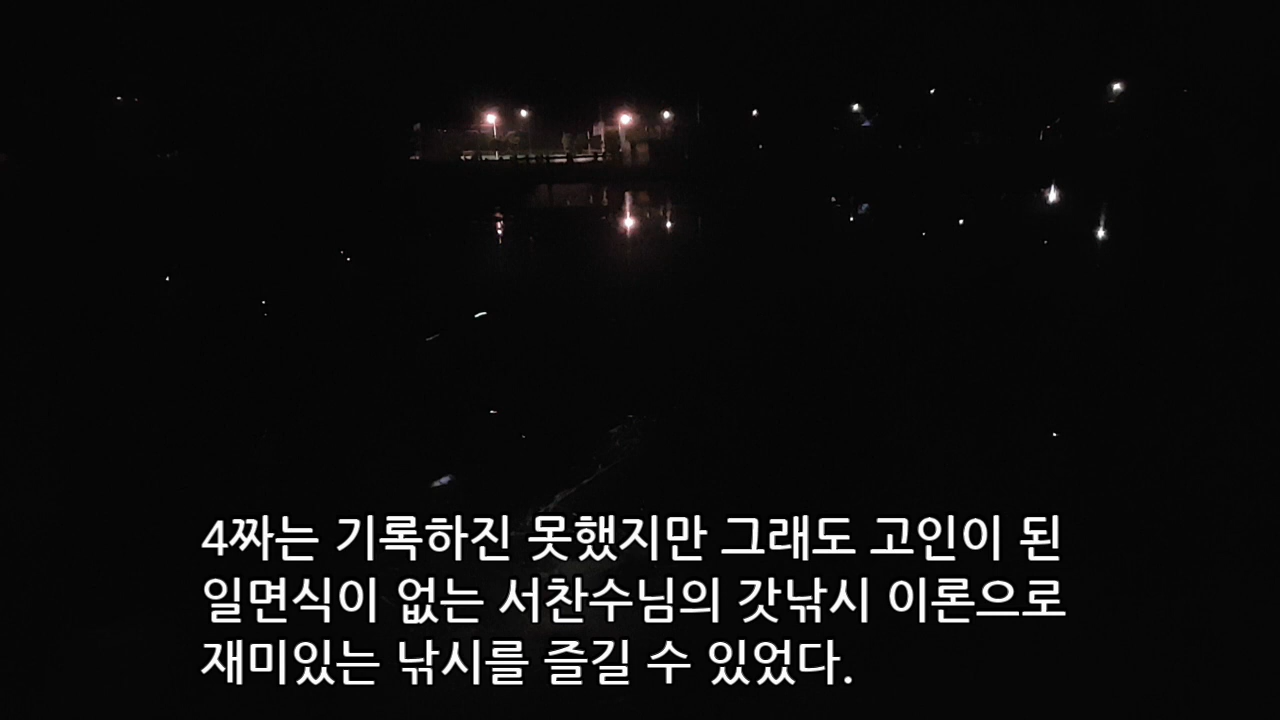 4짜는 기록하진 못했지만 그래도 고인이 된
일면식이 없는 서찬수님의 갓낚시 이론으로
재미있는 낚시를 즐길 수 있었다.